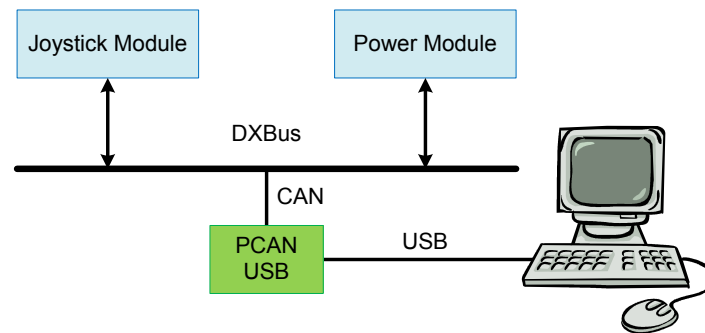 Joystick Module
Power Module
DXBus
CAN
PCAN
USB
USB